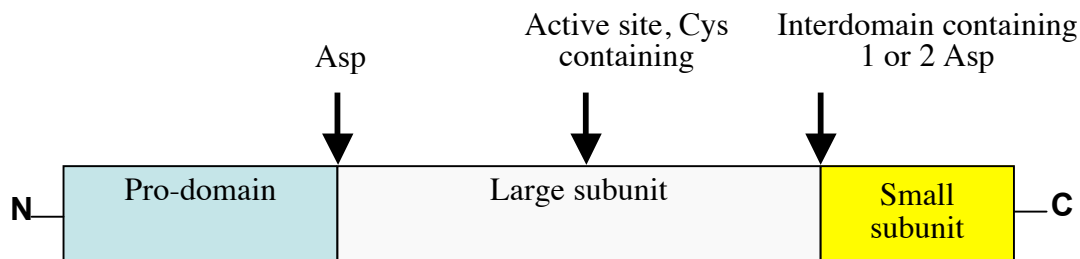 Asp
Active site, Cys
containing
Interdomain containing
1 or 2 Asp
N
Pro-domain
Large subunit
Small
subunit
C